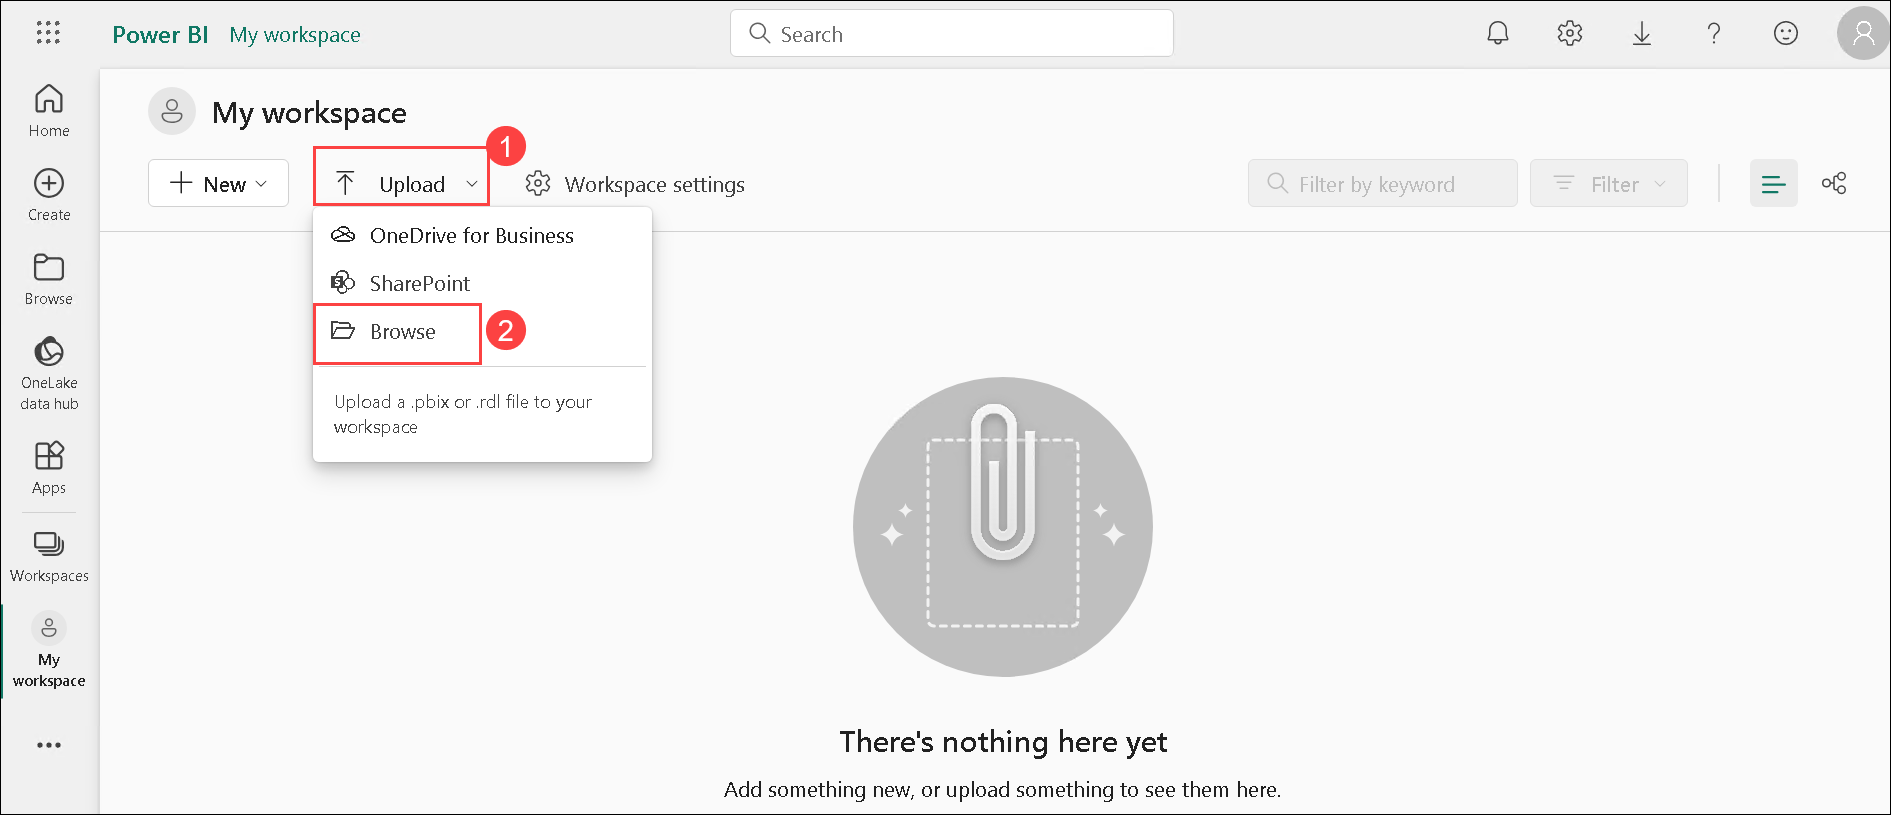 Power BI My workspace
Search
Home
Create
Browse
OneLake
data hub
Apps
Workspaces
My
workspace
My workspace
1
New
Upload
Workspace settings
Filter by keyword
Filter
OneDrive for Business
SharePoint
Browse
2
Upload a .pbix or .rdl file to your
workspace
There's nothing here yet
Add something new, or upload something to see them here.